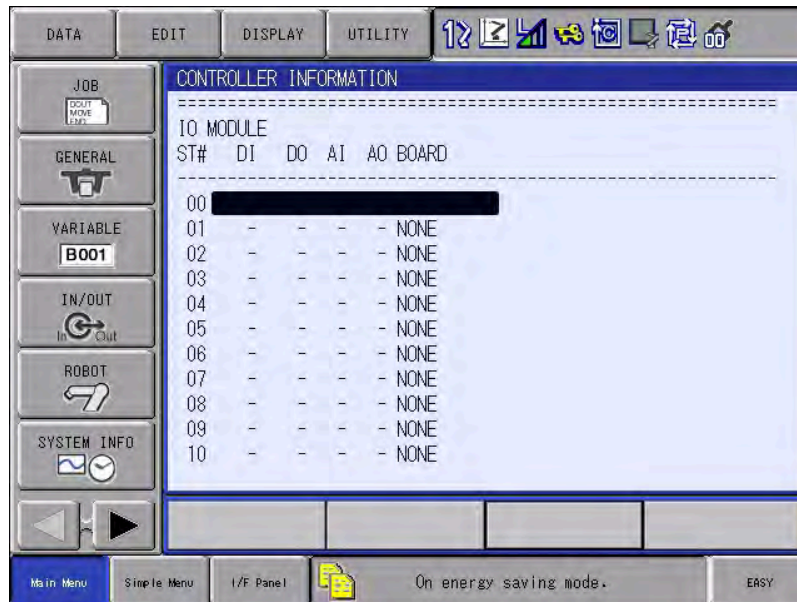 DATA EDIT DISPLAY UTILITY
JOB
DOUT
MOVE
END
GENERAL
VARIABLE
B001
IN/OUT
In Out
ROBOT
SYSTEM INFO
CONTROLLER INFORMATION
IO MODULE
ST# DI DO AI AO BOARD
00
01 - - - - NONE
02 - - - - NONE
03 - - - - NONE
04 - - - - NONE
05 - - - - NONE
06 - - - - NONE
07 - - - - NONE
08 - - - - NONE
09 - - - - NONE
10 - - - - NONE
Main Menu Simple Menu I/F Panel On energy saving mode. EASY